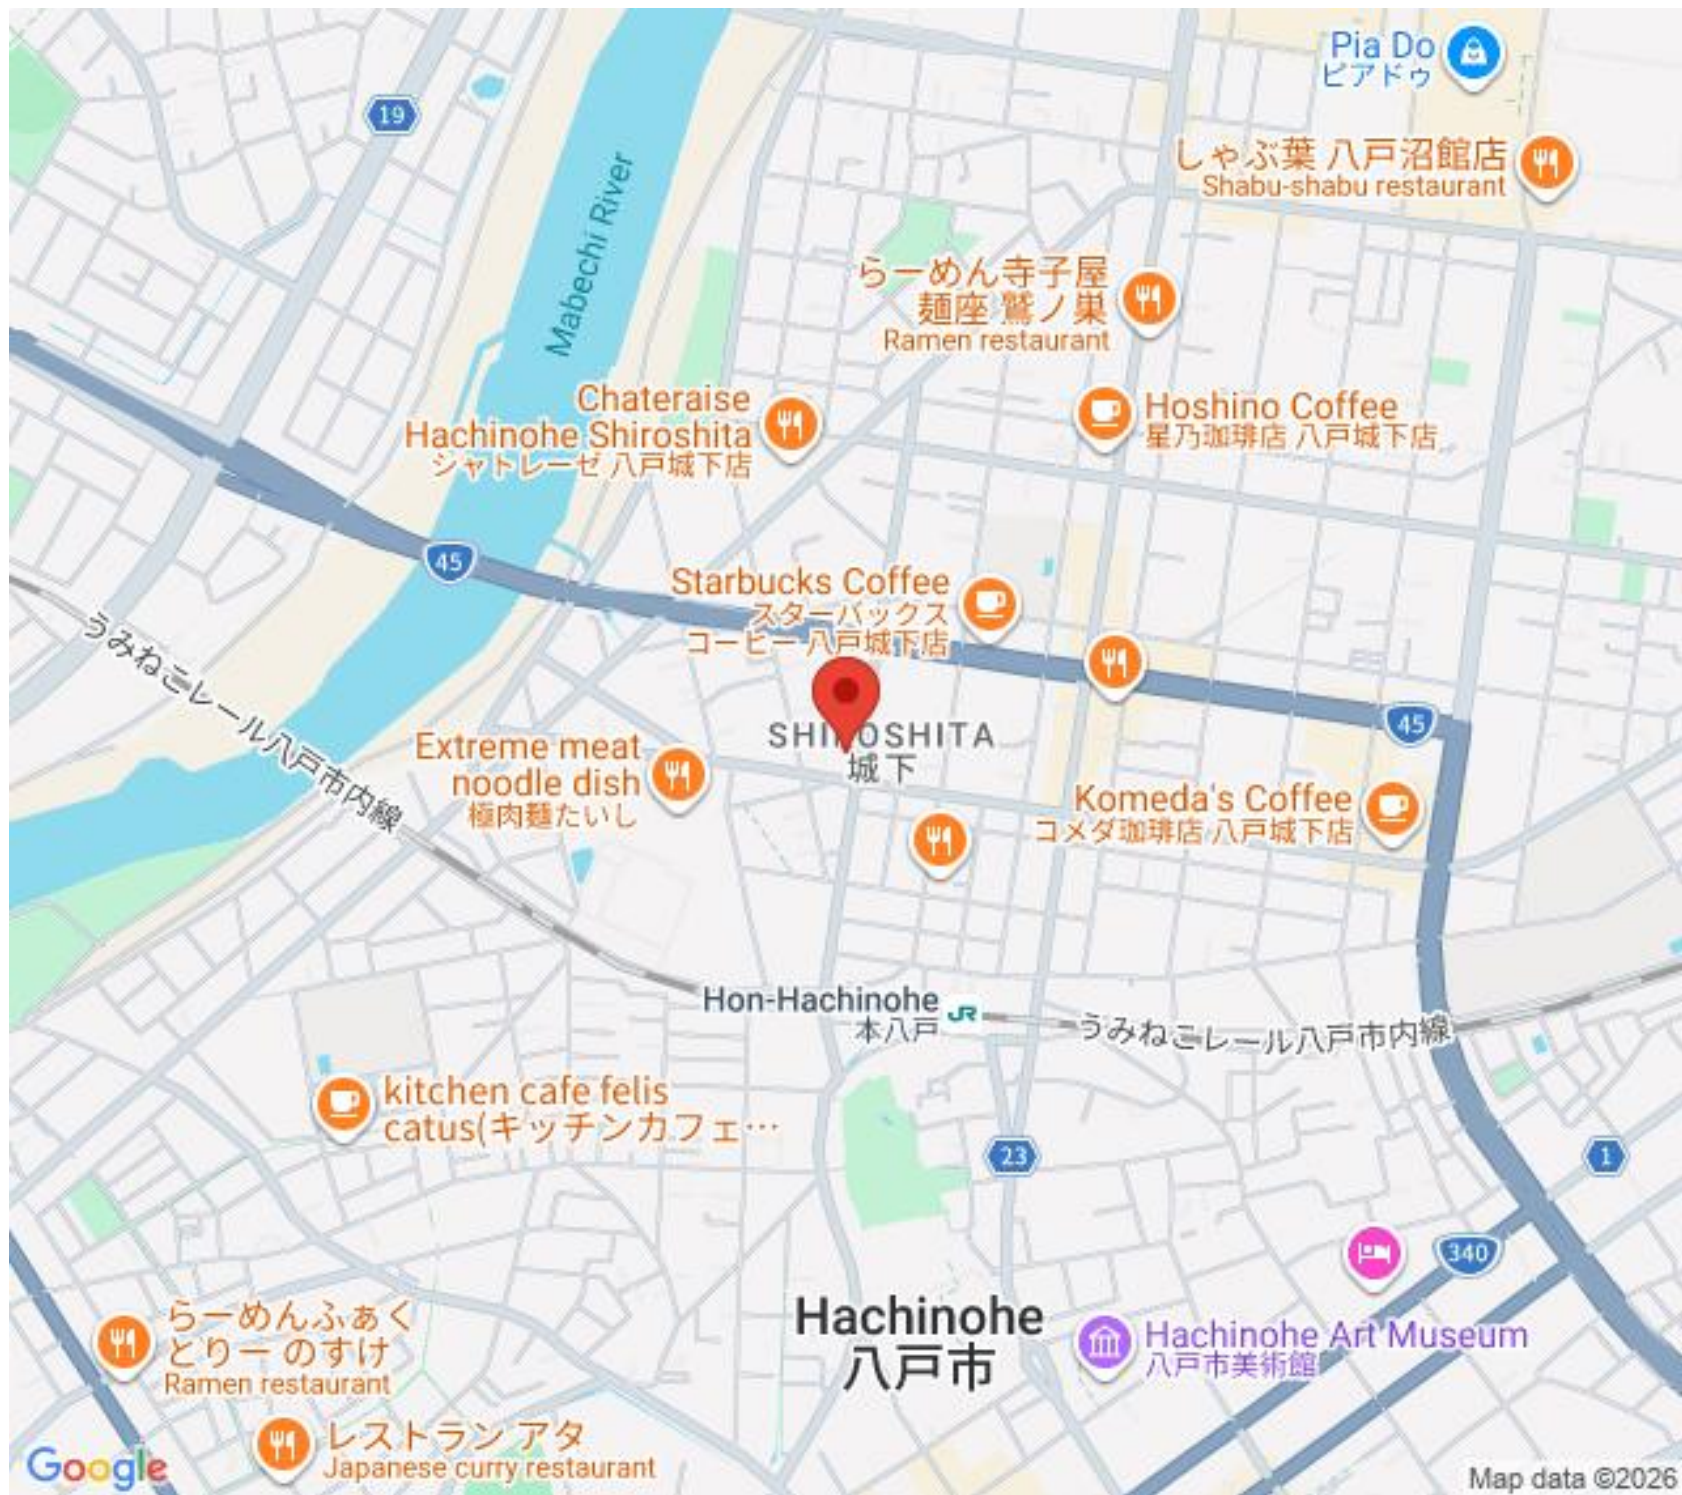 Pia Do
ピアドゥ
19
しゃぶ葉 八戸沼館店
Shabu-shabu restaurant
Mabechi River
らーめん寺子屋
麺座 鷲ノ巣
Ramen restaurant
Chateraise
Hachinohe Shiroshita
シャトレーゼ 八戸城下店
Hoshino Coffee
星乃珈琲店 八戸城下店
45
Starbucks Coffee
スターバックス
コーヒー 八戸城下店
うみねこレール八戸市内線
SHIROSHITA
城下
45
Extreme meat
noodle dish
極肉麺たいし
Komeda's Coffee
コメダ珈琲店 八戸城下店
Hon-Hachinohe
本八戸
JR
うみねこレール八戸市内線
kitchen cafe felis
catus(キッチンカフェ…
23
1
340
Hachinohe
八戸市
Hachinohe Art Museum
八戸市美術館
らーめんふぁく
とりー のすけ
Ramen restaurant
レストラン アタ
Japanese curry restaurant
Google
Map data ©2026